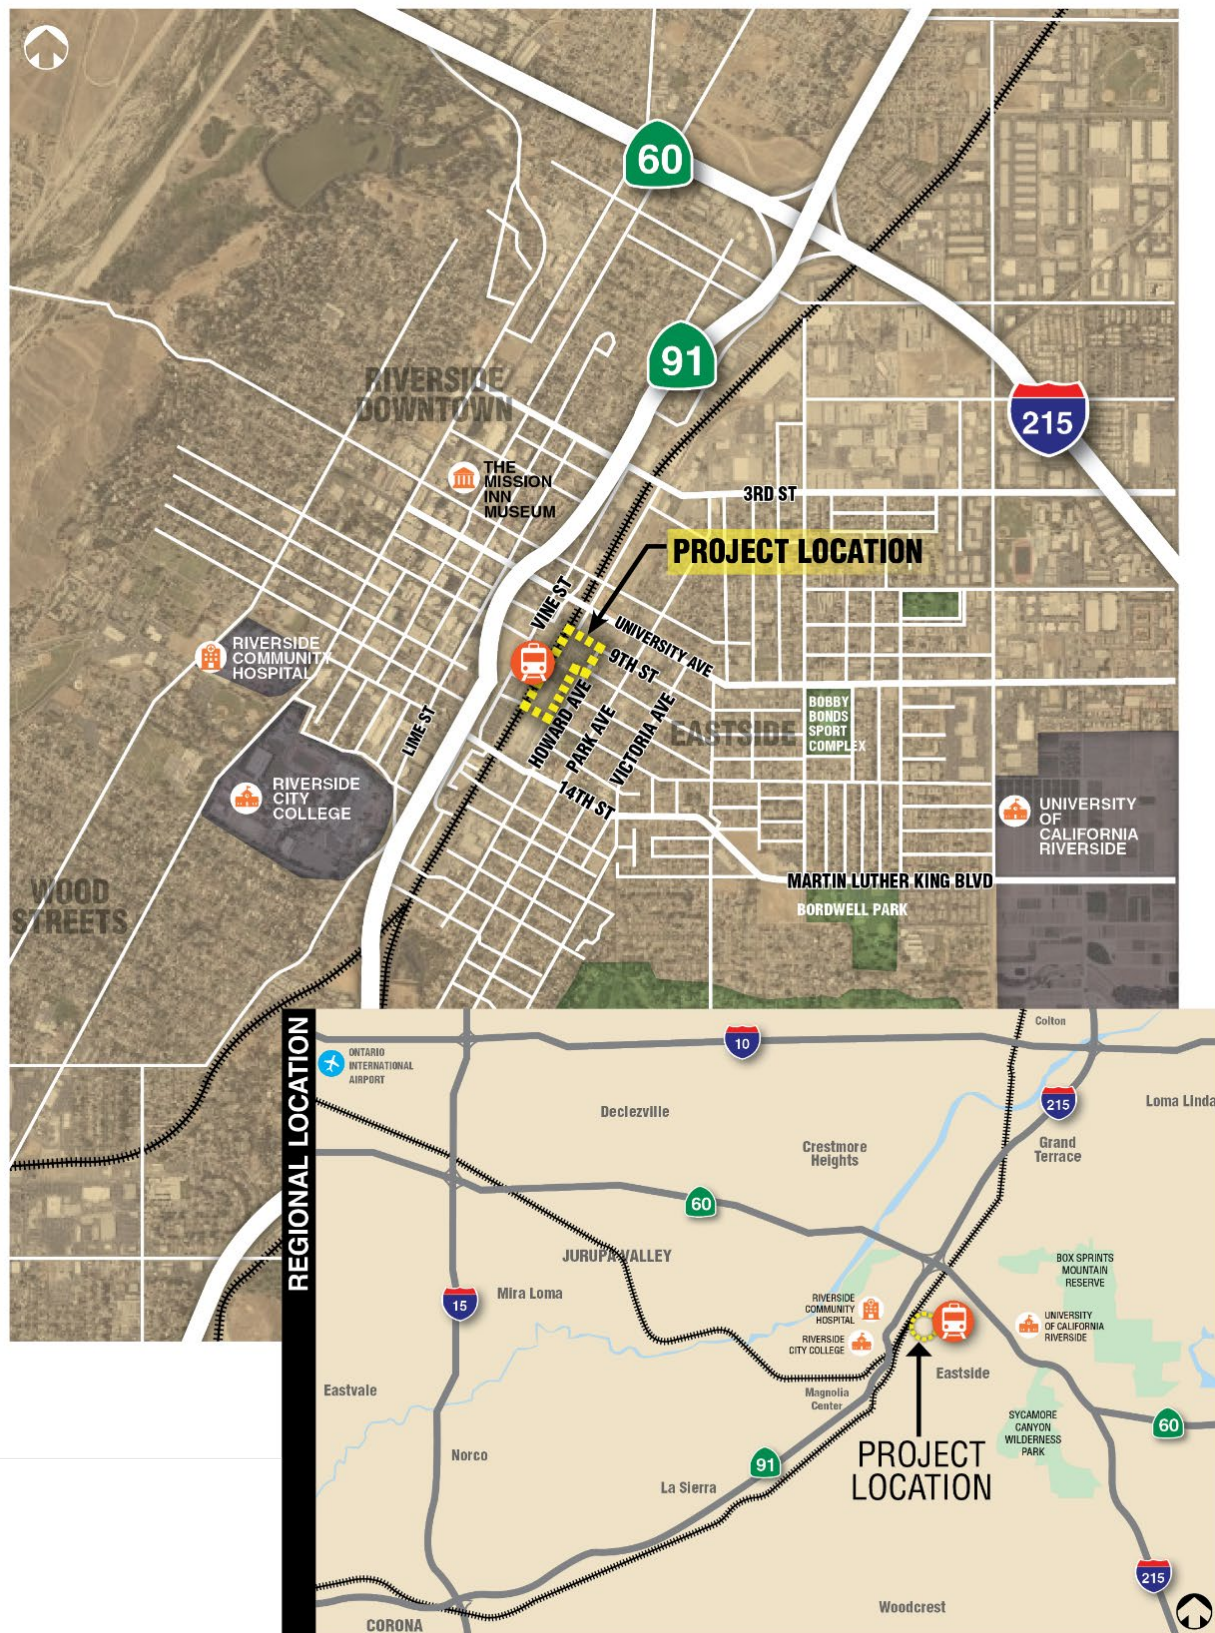 60
91
215
RIVERSIDE
DOWNTOWN
THE
MISSION
INN
MUSEUM
3RD ST
PROJECT LOCATION
VINE ST
UNIVERSITY AVE
9TH ST
RIVERSIDE
COMMUNITY
HOSPITAL
HOWARD AVE
PARK AVE
VICTORIA AVE
EASTSIDE
BOBBY
BONDS
SPORT
COMPLEX
LIME ST
14TH ST
RIVERSIDE
CITY
COLLEGE
UNIVERSITY
OF
CALIFORNIA
RIVERSIDE
WOOD
STREETS
MARTIN LUTHER KING BLVD
BORDWELL PARK
REGIONAL LOCATION
ONTARIO
INTERNATIONAL
AIRPORT
10
Colton
215
Loma Linda
Declezville
Crestmore
Heights
Grand
Terrace
60
JURUPA VALLEY
BOX SPRINTS
MOUNTAIN
RESERVE
Mira Loma
15
RIVERSIDE
COMMUNITY
HOSPITAL
RIVERSIDE
CITY COLLEGE
UNIVERSITY
OF CALIFORNIA
RIVERSIDE
Eastvale
Magnolia
Center
Eastside
SYCAMORE
CANYON
WILDERNESS
PARK
60
Norco
91
La Sierra
PROJECT
LOCATION
215
Woodcrest
CORONA